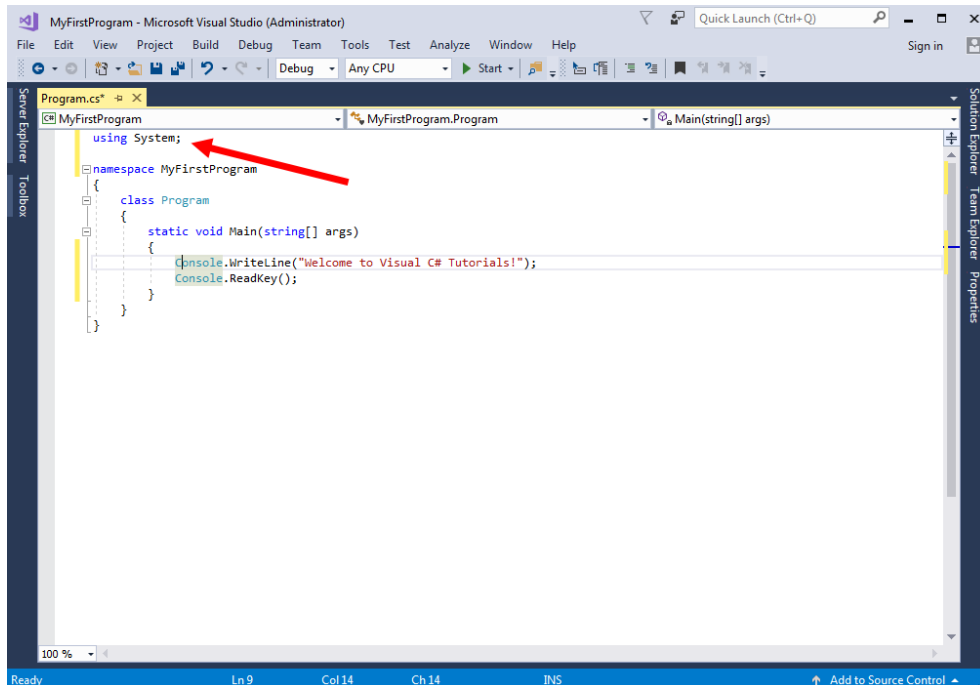 MyFirstProgram - Microsoft Visual Studio (Administrator)
Quick Launch (Ctrl+Q)
File Edit View Project Build Debug Team Tools Test Analyze Window Help
Sign in
Debug Any CPU Start
Server Explorer
Toolbox
Program.cs*
C# MyFirstProgram
MyFirstProgram.Program
Main(string[] args)
using System;
namespace MyFirstProgram
{
class Program
{
static void Main(string[] args)
{
Console.WriteLine("Welcome to Visual C# Tutorials!");
Console.ReadKey();
}
}
}
Solution Explorer
Team Explorer
Properties
100 %
Ready Ln 9 Col 14 Ch 14 INS Add to Source Control